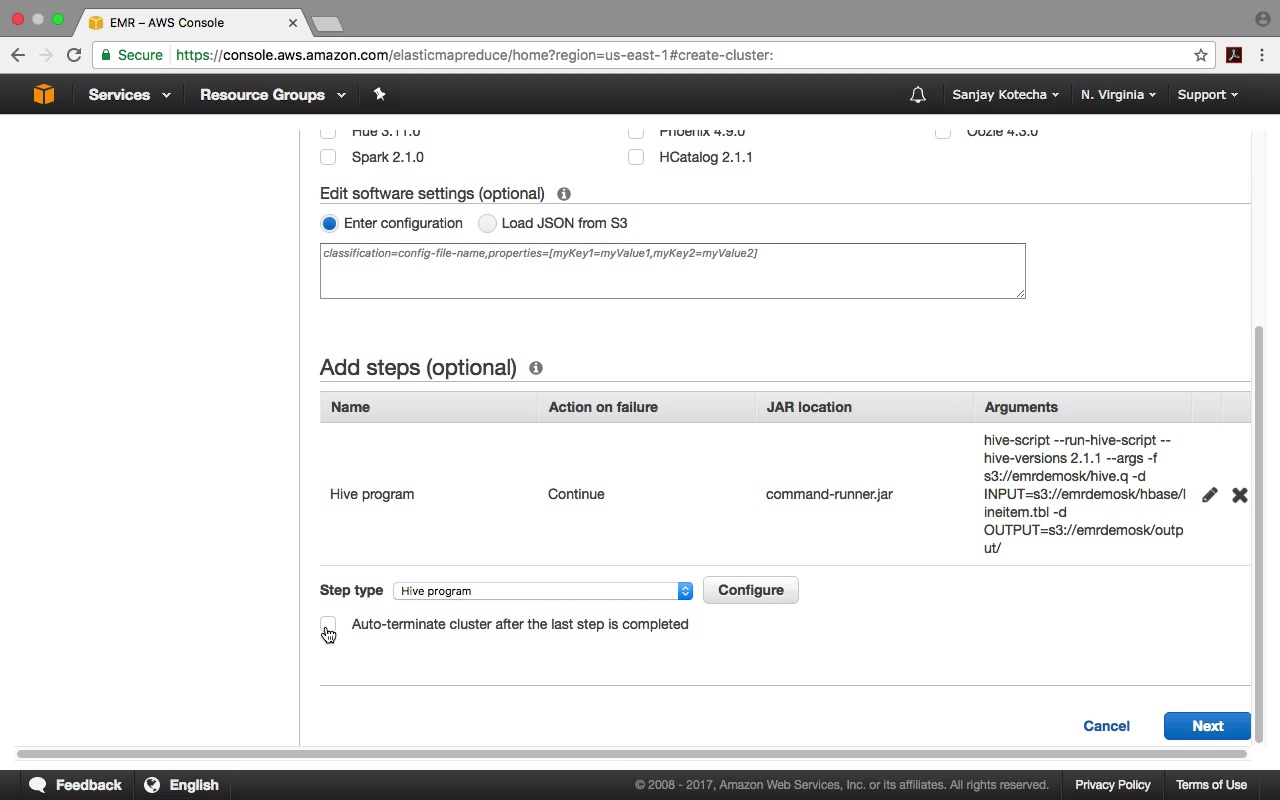 EMR – AWS Console
Secure https://console.aws.amazon.com/elasticmapreduce/home?region=us-east-1#create-cluster:
Services Resource Groups Sanjay Kotecha N. Virginia Support
Hue 3.11.0 Phoenix 4.9.0 Oozie 4.3.0
Spark 2.1.0 HCatalog 2.1.1
Edit software settings (optional)
Enter configuration Load JSON from S3
classification=config-file-name,properties=[myKey1=myValue1,myKey2=myValue2]
Add steps (optional)
Name Action on failure JAR location Arguments
hive-script --run-hive-script --
hive-versions 2.1.1 --args -f
s3://emrdemosk/hive.q -d
Hive program Continue command-runner.jar INPUT=s3://emrdemosk/hbase/l
ineitem.tbl -d
OUTPUT=s3://emrdemosk/outp
ut/
Step type Hive program Configure
Auto-terminate cluster after the last step is completed
Cancel Next
Feedback English © 2008 - 2017, Amazon Web Services, Inc. or its affiliates. All rights reserved. Privacy Policy Terms of Use